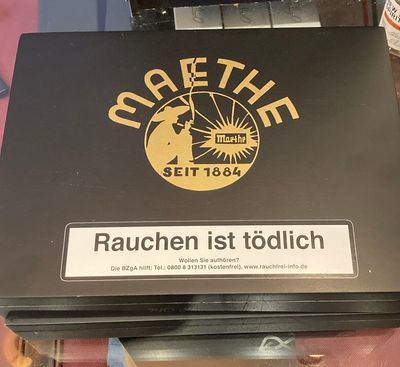 MAETHE
Maethe
SEIT 1884
Rauchen ist tödlich
Wollen Sie aufhören?
Die BZgA hilft: Tel.: 0800 8 313131 (kostenfrei), www.rauchfrei-info.de